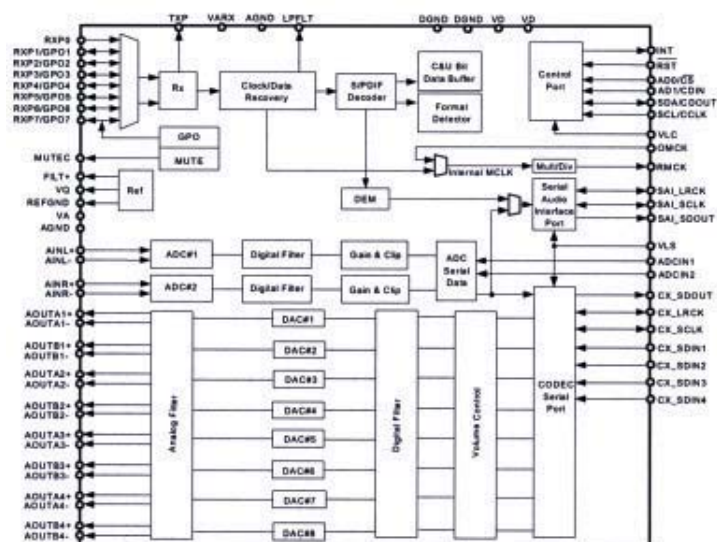 TXP VARX AGND LPFLT DGND DGND VD VD
RXP0
RXP1/GPO1
RXP2/GPO2
RXP3/GPO3
RXP4/GPO4
RXP5/GPO5
RXP6/GPO6
RXP7/GPO7
Rx
Clock/Data
Recovery
S/PDIF
Decoder
C&U Bit
Data Buffer
Format
Detector
Control
Port
INT
RST
AD0/CS
AD1/CDIN
SDA/CDOUT
SCL/CCLK
VLC
OMCK
RMCK
GPO
MUTE
MUTEC
Internal MCLK
Mult/Div
FILT+
VQ
REFGND
VA
AGND
Ref
DEM
Serial
Audio
Interface
Port
SAI_LRCK
SAI_SCLK
SAI_SDOUT
VLS
AINL+
AINL-
ADC#1
Digital Filter
Gain & Clip
ADC
Serial
Data
ADCIN1
ADCIN2
AINR+
AINR-
ADC#2
Digital Filter
Gain & Clip
CX_SDOUT
CX_LRCK
CX_SCLK
CX_SDIN1
CX_SDIN2
CX_SDIN3
CX_SDIN4
AOUTA1+
AOUTA1-
AOUTB1+
AOUTB1-
AOUTA2+
AOUTA2-
AOUTB2+
AOUTB2-
AOUTA3+
AOUTA3-
AOUTB3+
AOUTB3-
AOUTA4+
AOUTA4-
AOUTB4+
AOUTB4-
Analog Filter
DAC#1
DAC#2
DAC#3
DAC#4
DAC#5
DAC#6
DAC#7
DAC#8
Digital Filter
Volume Control
CODEC
Serial
Port